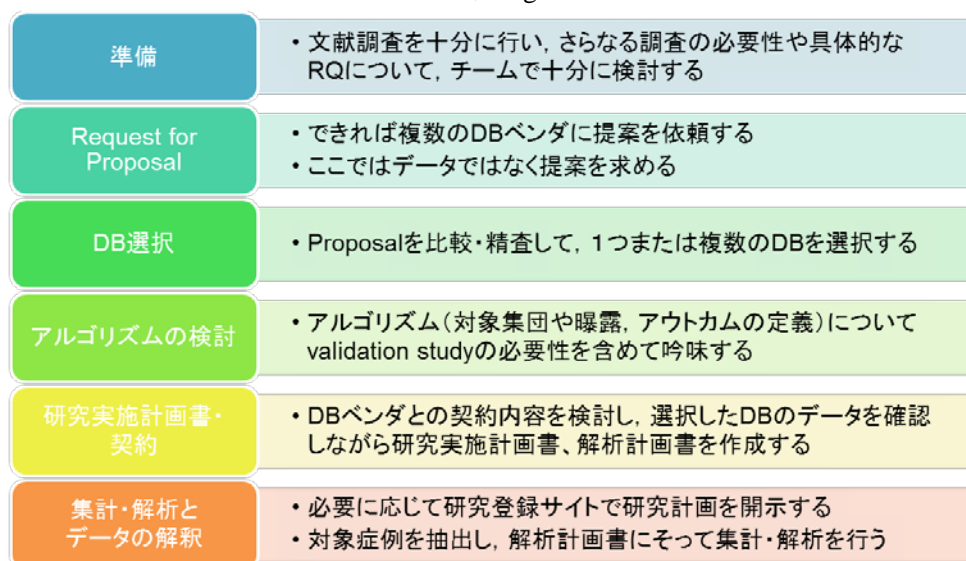 準備
・文献調査を十分に行い，さらなる調査の必要性や具体的な
RQについて，チームで十分に検討する
Request for
Proposal
・できれば複数のDBベンダに提案を依頼する
・ここではデータではなく提案を求める
DB選択
・Proposalを比較・精査して，１つまたは複数のDBを選択する
アルゴリズムの検討
・アルゴリズム（対象集団や曝露，アウトカムの定義）について
validation studyの必要性を含めて吟味する
研究実施計画書・
契約
・DBベンダとの契約内容を検討し，選択したDBのデータを確認
しながら研究実施計画書、解析計画書を作成する
集計・解析と
データの解釈
・必要に応じて研究登録サイトで研究計画を開示する
・対象症例を抽出し，解析計画書にそって集計・解析を行う